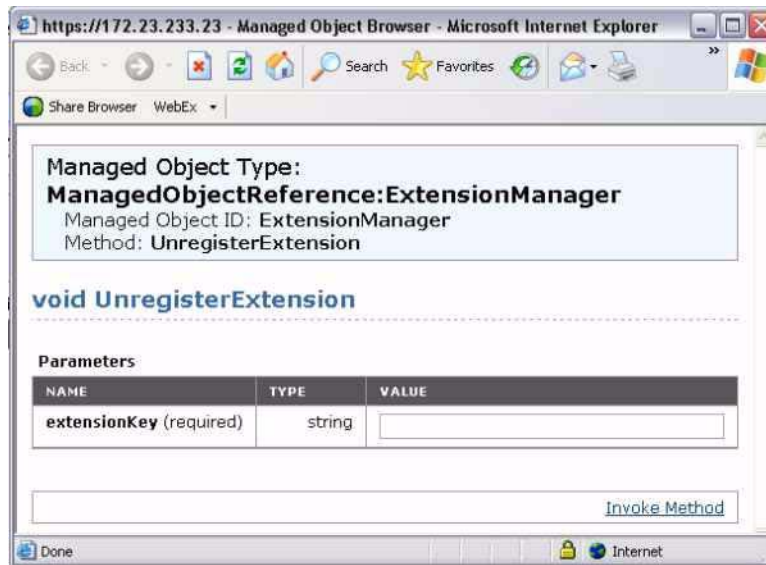 https://172.23.233.23 - Managed Object Browser - Microsoft Internet Explorer
Back Search Favorites »
Share Browser WebEx
Managed Object Type:
ManagedObjectReference:ExtensionManager
Managed Object ID: ExtensionManager
Method: UnregisterExtension
void UnregisterExtension
Parameters
NAME TYPE VALUE
extensionKey (required) string
Invoke Method
Done Internet